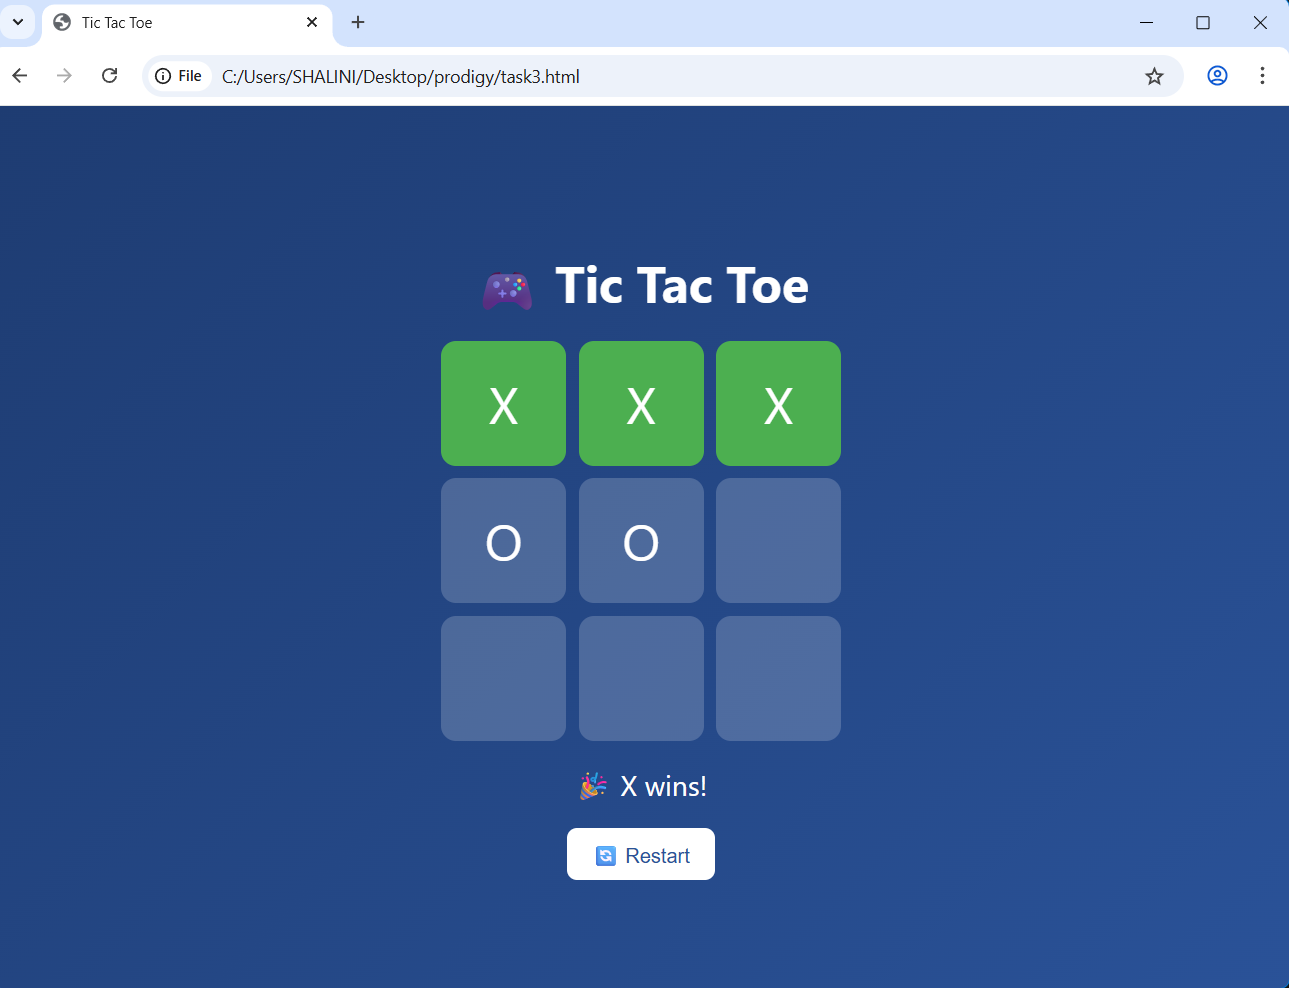 Tic Tac Toe
File C:/Users/SHALINI/Desktop/prodigy/task3.html
🎮 Tic Tac Toe
X X X
O O
🎉 X wins!
🔄 Restart